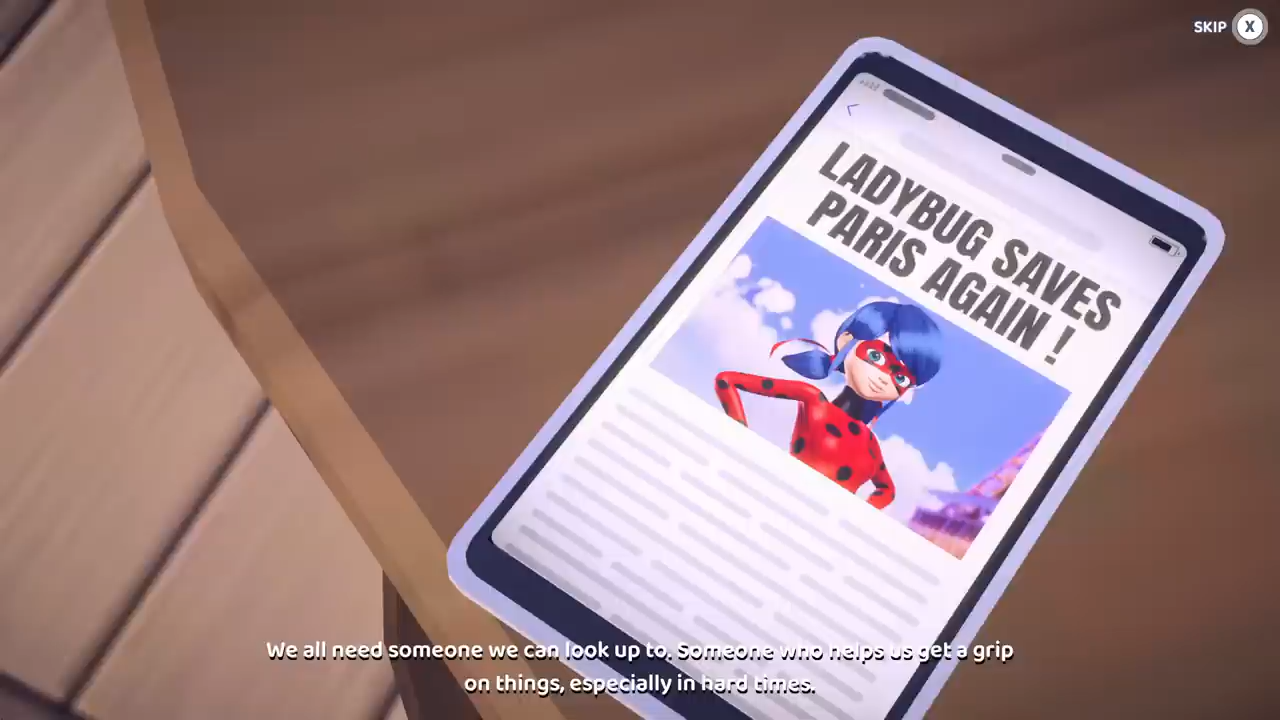 SKIP X
LADYBUG SAVES
PARIS AGAIN !
We all need someone we can look up to. Someone who helps us get a grip
on things, especially in hard times.